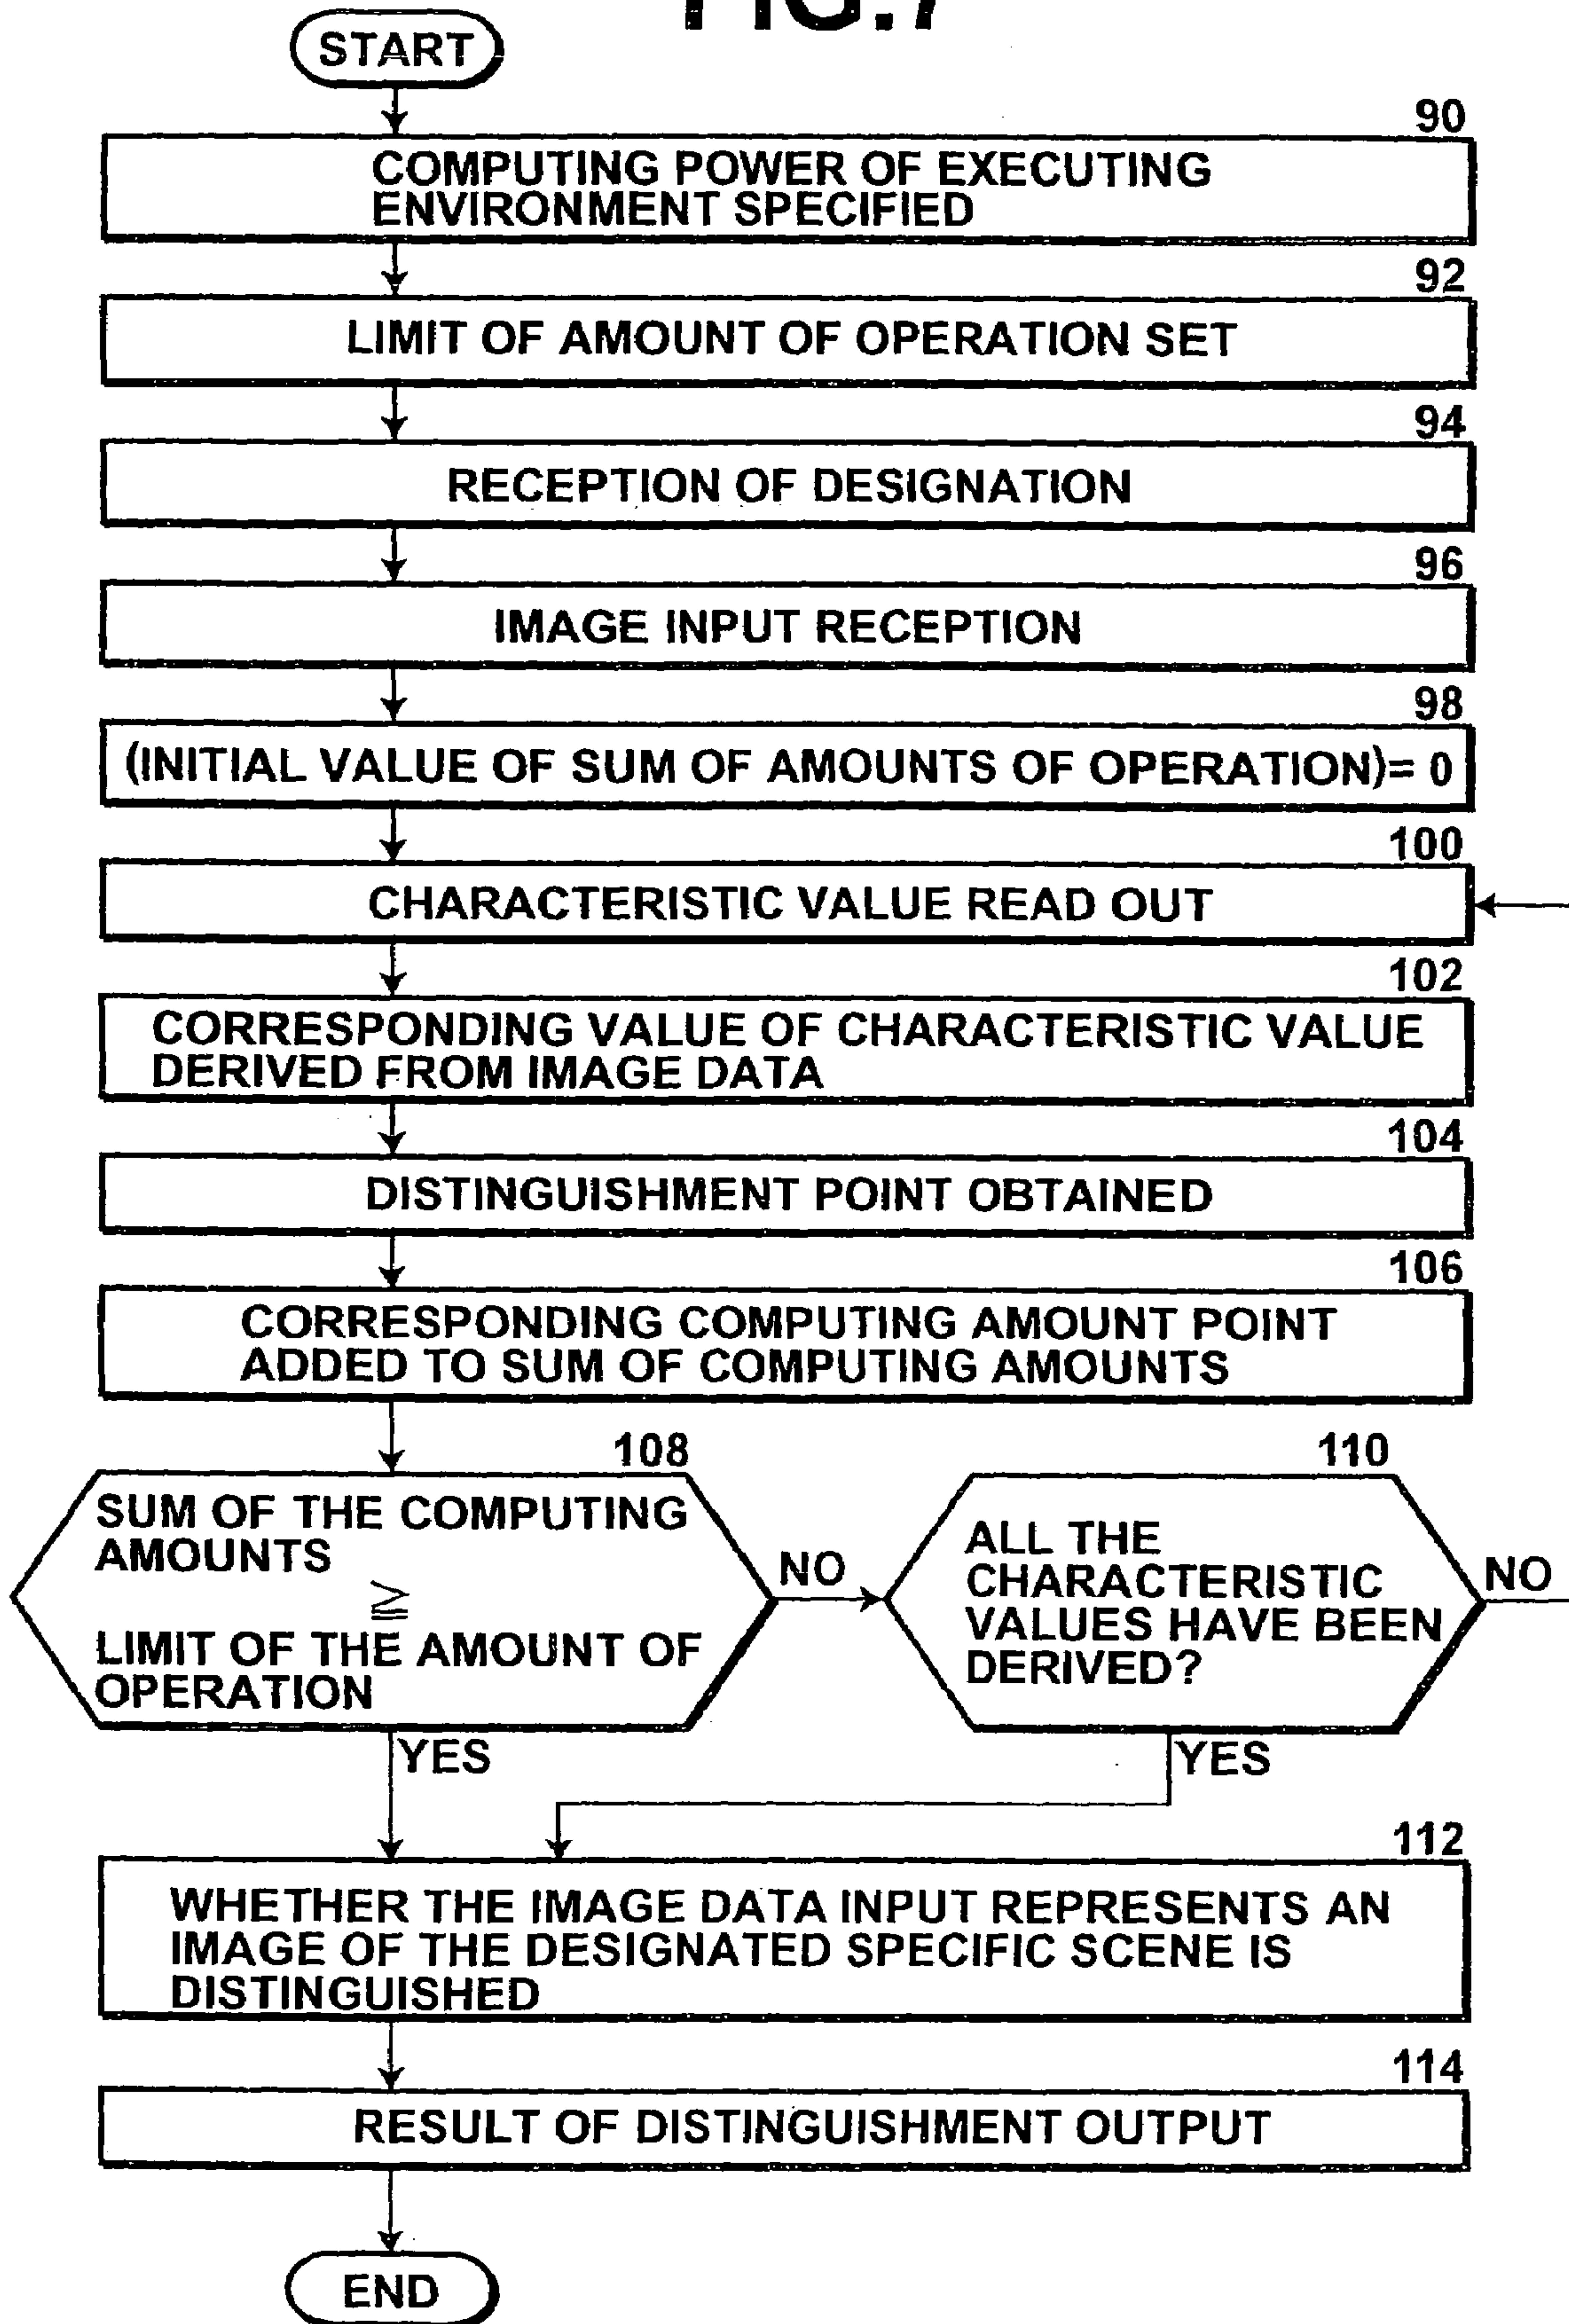 FIG.7
START
90
COMPUTING POWER OF EXECUTING
ENVIRONMENT SPECIFIED
92
LIMIT OF AMOUNT OF OPERATION SET
94
RECEPTION OF DESIGNATION
96
IMAGE INPUT RECEPTION
98
(INITIAL VALUE OF SUM OF AMOUNTS OF OPERATION)= 0
100
CHARACTERISTIC VALUE READ OUT
102
CORRESPONDING VALUE OF CHARACTERISTIC VALUE
DERIVED FROM IMAGE DATA
104
DISTINGUISHMENT POINT OBTAINED
106
CORRESPONDING COMPUTING AMOUNT POINT
ADDED TO SUM OF COMPUTING AMOUNTS
108
SUM OF THE COMPUTING
AMOUNTS
≧
LIMIT OF THE AMOUNT OF
OPERATION
NO
YES
110
ALL THE
CHARACTERISTIC
VALUES HAVE BEEN
DERIVED?
NO
YES
112
WHETHER THE IMAGE DATA INPUT REPRESENTS AN
IMAGE OF THE DESIGNATED SPECIFIC SCENE IS
DISTINGUISHED
114
RESULT OF DISTINGUISHMENT OUTPUT
END